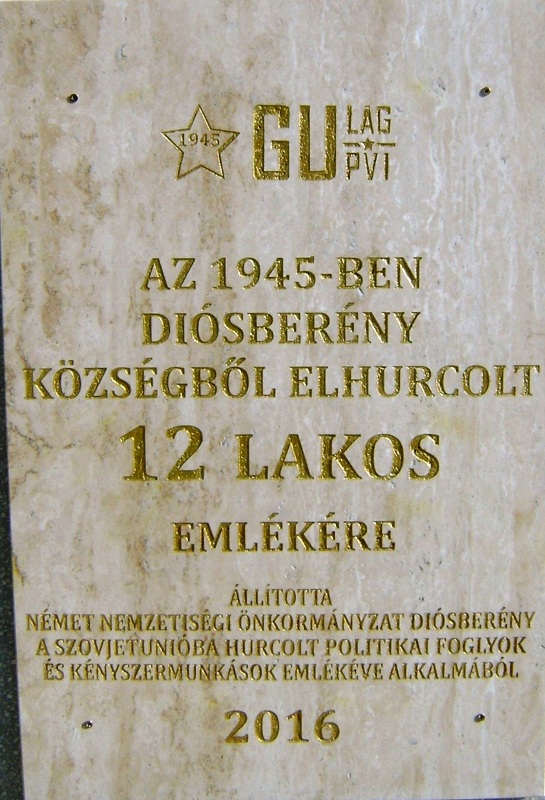 1945 GU LAG
PVI
AZ 1945-BEN
DIÓSBERÉNY
KÖZSÉGBŐL ELHURCOLT
12 LAKOS
EMLÉKÉRE
ÁLLÍTOTTA
NÉMET NEMZETISÉGI ÖNKORMÁNYZAT DIÓSBERÉNY
A SZOVJETUNIÓBA HURCOLT POLITIKAI FOGLYOK
ÉS KÉNYSZERMUNKÁSOK EMLÉKÉVE ALKALMÁBÓL
2016